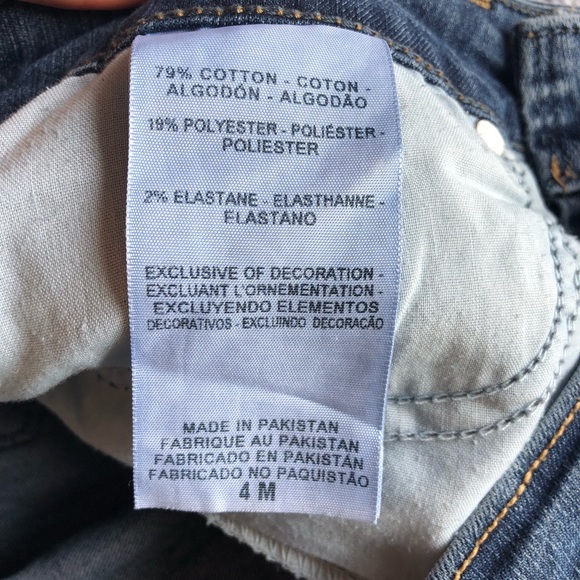 79% COTTON - COTON -
ALGODÓN - ALGODÃO
19% POLYESTER - POLIÉSTER -
POLIESTER
2% ELASTANE - ELASTHANNE -
ELASTANO
EXCLUSIVE OF DECORATION -
EXCLUANT L'ORNEMENTATION -
EXCLUYENDO ELEMENTOS
DECORATIVOS - EXCLUINDO DECORACÃO
MADE IN PAKISTAN
FABRIQUE AU PAKISTAN
FABRICADO EN PAKISTÁN
FABRICADO NO PAQUISTÃO
4 M